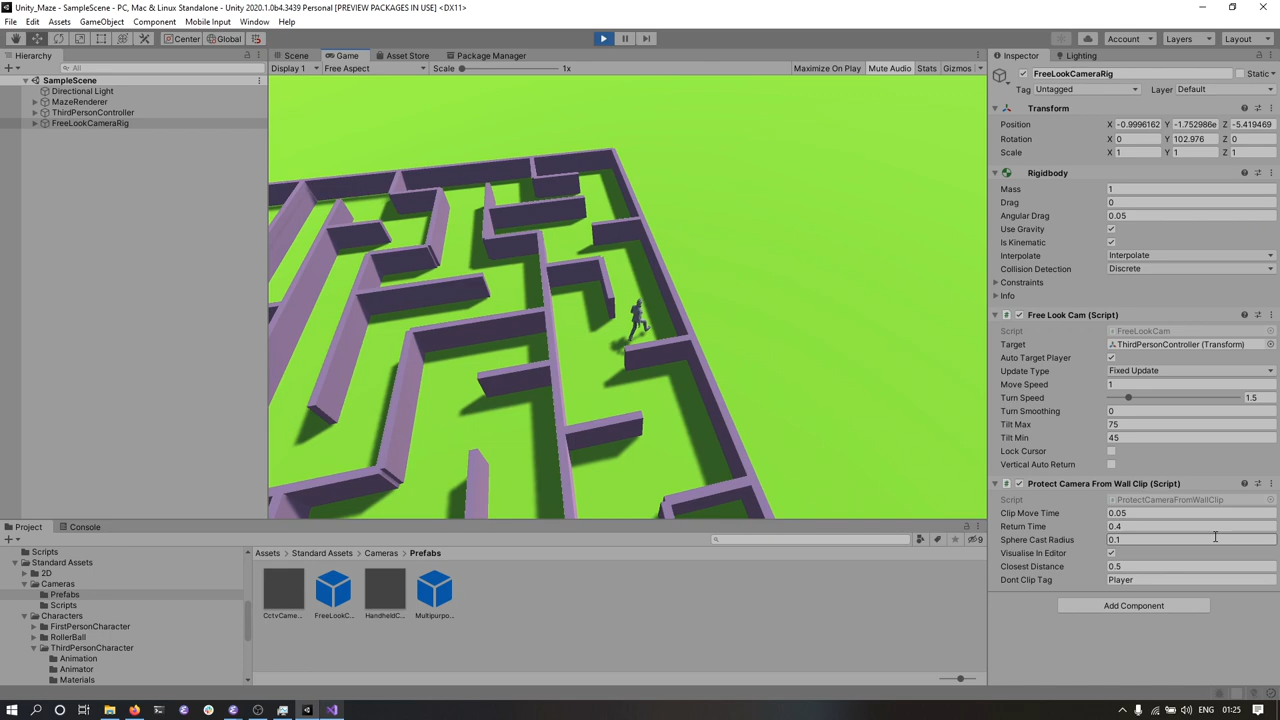 Unity_Maze - SampleScene - PC, Mac & Linux Standalone - Unity 2020.1.0b4.3439 Personal [PREVIEW PACKAGES IN USE] <DX11>
File Edit Assets GameObject Component Mobile Input Window Help
Center Global Account Layers Layout
Hierarchy Scene Game Asset Store Package Manager Inspector Lighting
All Display 1 Free Aspect Scale 1x Maximize On Play Mute Audio Stats Gizmos FreeLookCameraRig Static
SampleScene
Tag Untagged Layer Default
Directional Light
MazeRenderer
ThirdPersonController
FreeLookCameraRig
Transform
Position X -0.9996162 Y -1.752986e Z -5.419469
Rotation X 0 Y 102.976 Z 0
Scale X 1 Y 1 Z 1
Rigidbody
Mass 1
Drag 0
Angular Drag 0.05
Use Gravity
Is Kinematic
Interpolate Interpolate
Collision Detection Discrete
Constraints
Info
Free Look Cam (Script)
Script FreeLookCam
Target ThirdPersonController (Transform)
Auto Target Player
Update Type Fixed Update
Move Speed 1
Turn Speed 1.5
Turn Smoothing 0
Tilt Max 75
Tilt Min 45
Lock Cursor
Vertical Auto Return
Protect Camera From Wall Clip (Script)
Script ProtectCameraFromWallClip
Clip Move Time 0.05
Return Time 0.4
Sphere Cast Radius 0.1
Visualise In Editor
Closest Distance 0.5
Dont Clip Tag Player
Add Component
Project Console
9
Scripts
Standard Assets
2D
Cameras
Prefabs
Scripts
Characters
FirstPersonCharacter
RollerBall
ThirdPersonCharacter
Animation
Animator
Materials
Assets Standard Assets Cameras Prefabs
CctvCame... FreeLookC... HandheldC... Multipurpo...
ENG 01:25